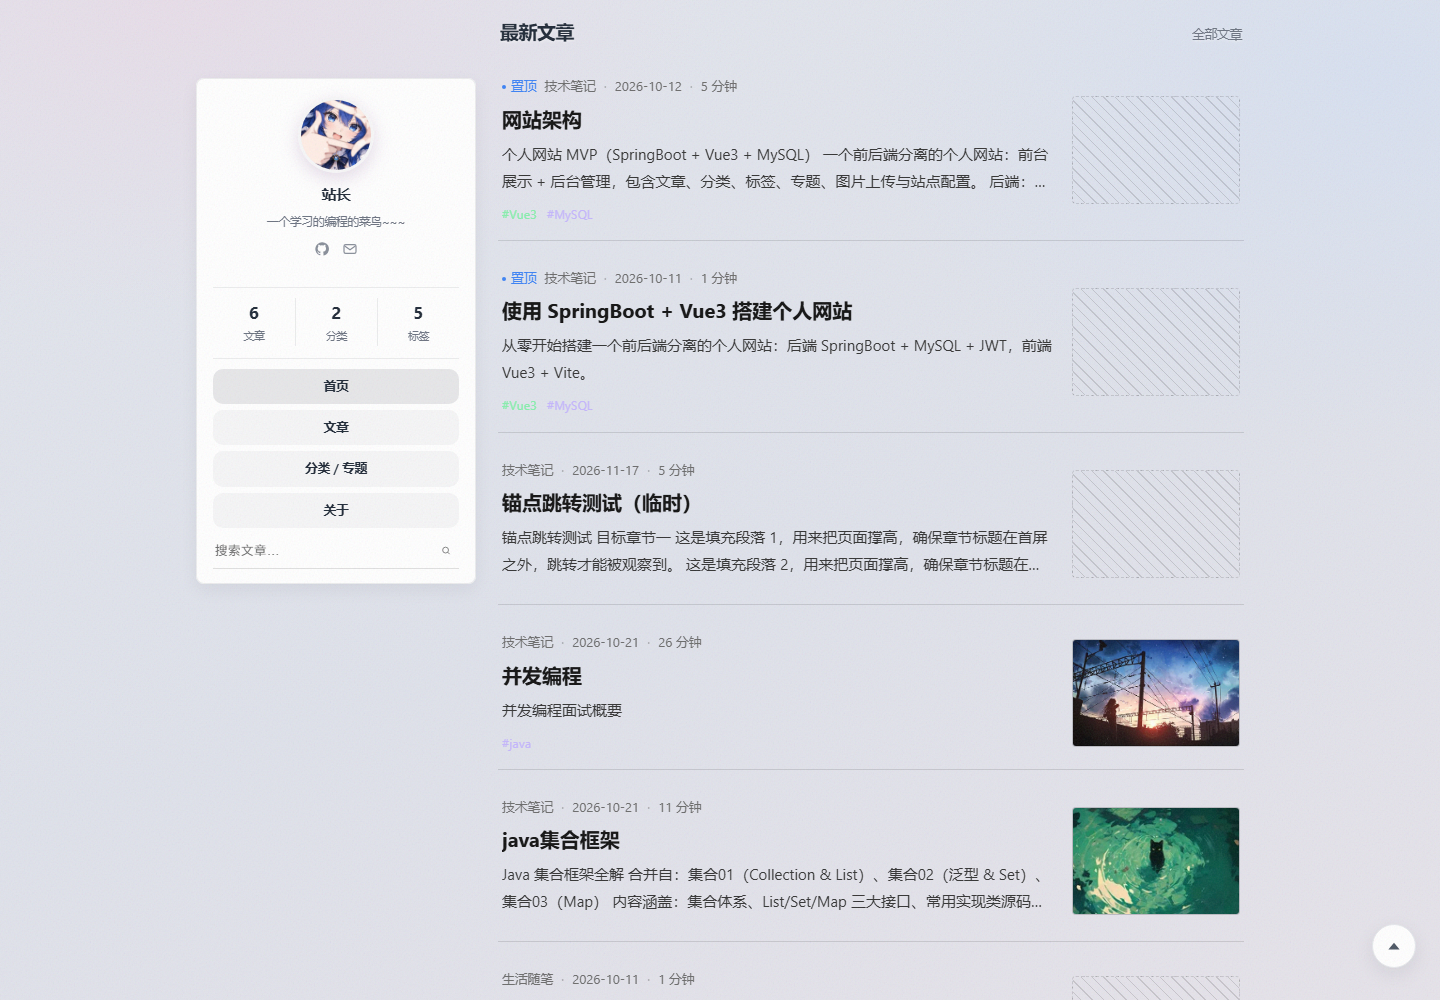 最新文章
全部文章
站长
一个学习的编程的菜鸟~~~
6
文章
2
分类
5
标签
首页
文章
分类 / 专题
关于
搜索文章...
置顶 技术笔记 · 2026-10-12 · 5 分钟
网站架构
个人网站 MVP（SpringBoot + Vue3 + MySQL） 一个前后端分离的个人网站：前台
展示 + 后台管理，包含文章、分类、标签、专题、图片上传与站点配置。 后端：...
#Vue3 #MySQL
置顶 技术笔记 · 2026-10-11 · 1 分钟
使用 SpringBoot + Vue3 搭建个人网站
从零开始搭建一个前后端分离的个人网站：后端 SpringBoot + MySQL + JWT，前端
Vue3 + Vite。
#Vue3 #MySQL
技术笔记 · 2026-11-17 · 5 分钟
锚点跳转测试（临时）
锚点跳转测试 目标章节一 这是填充段落 1，用来把页面撑高，确保章节标题在首屏
之外，跳转才能被观察到。 这是填充段落 2，用来把页面撑高，确保章节标题在...
技术笔记 · 2026-10-21 · 26 分钟
并发编程
并发编程面试概要
#java
技术笔记 · 2026-10-21 · 11 分钟
java集合框架
Java 集合框架全解 合并自：集合01（Collection & List）、集合02（泛型 & Set）、
集合03（Map） 内容涵盖：集合体系、List/Set/Map 三大接口、常用实现类源码...
生活随笔 · 2026-10-11 · 1 分钟